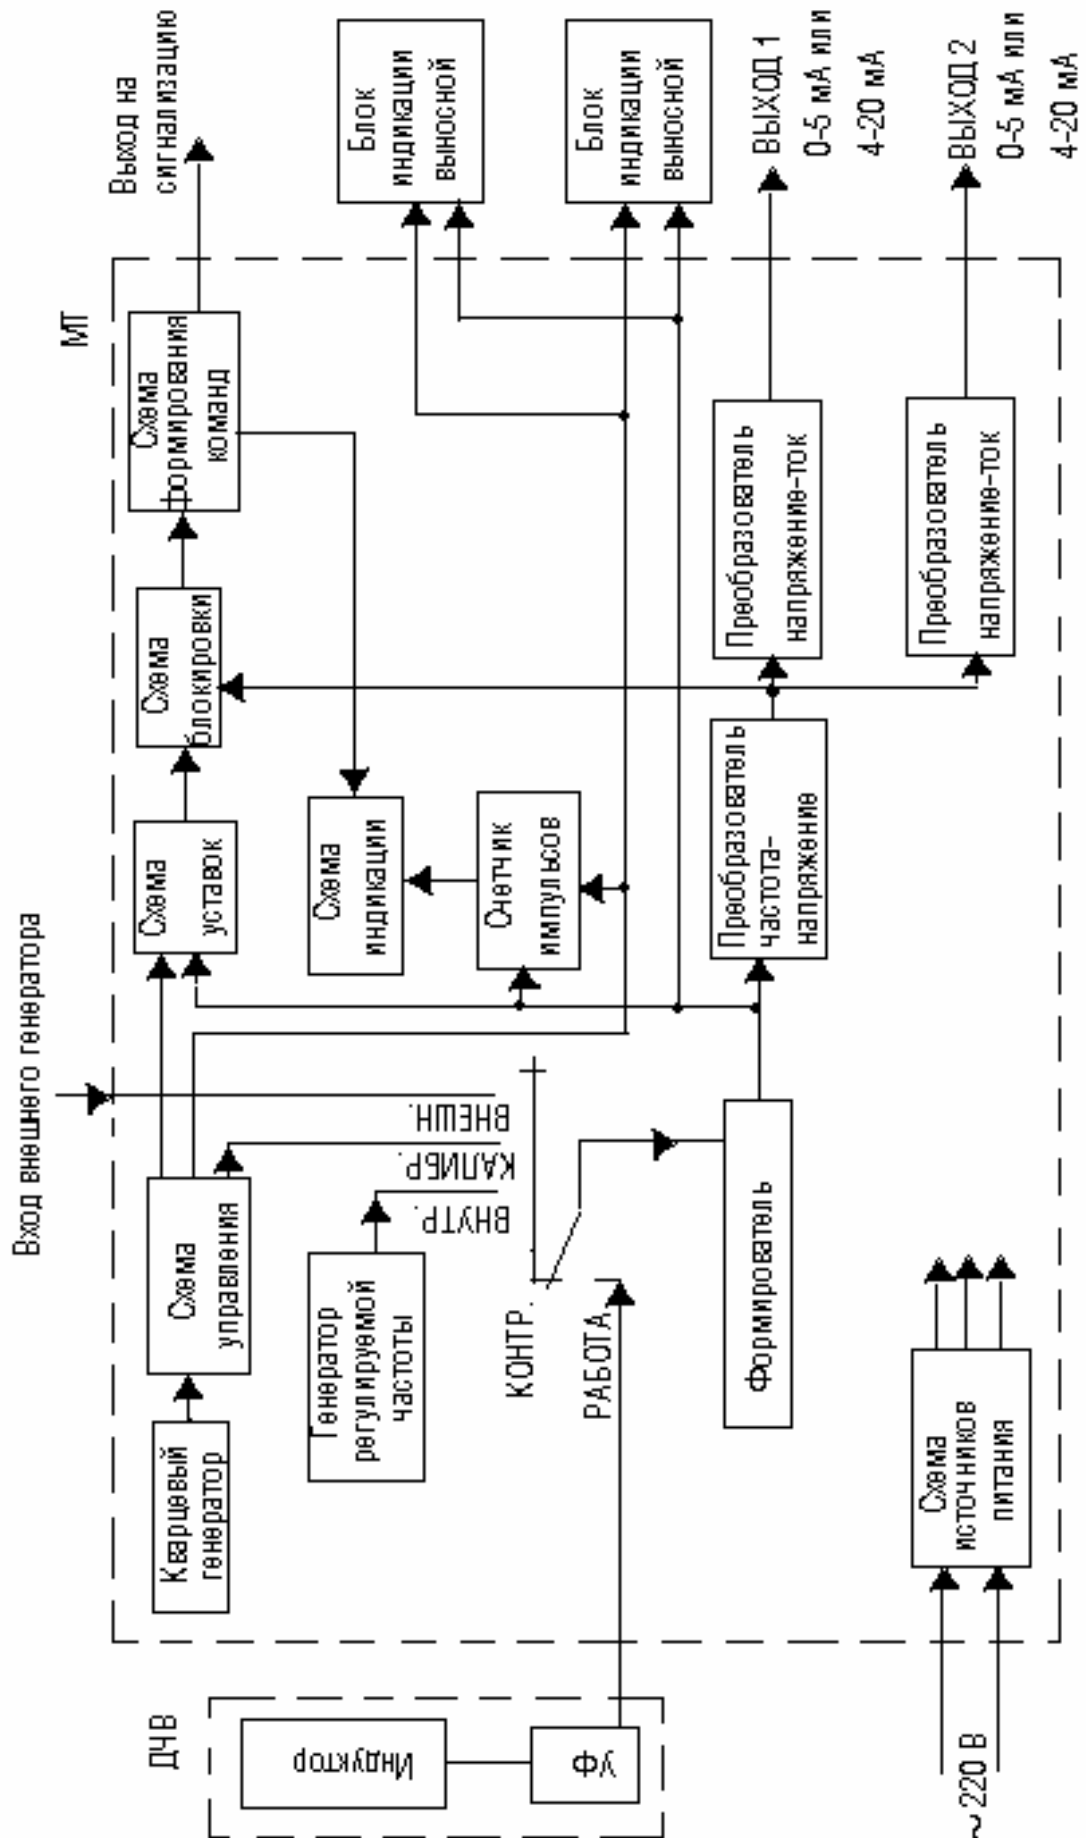 ДЧВ
Индуктор
УФ
МТ
Вход внешнего генератора
Кварцевый
генератор
Схема
управления
Схема
уставок
Схема
блокировки
Схема
формирования
команд
Выход на
сигнализацию
Генератор
регулируемой
частоты
ВНУТР.
КАЛИБР.
ВНЕШН.
КОНТР.
РАБОТА
Схема
индикации
Счетчик
импульсов
Блок
индикации
выносной
Блок
индикации
выносной
Формирователь
Преобразователь
частота-
напряжение
Преобразователь
напряжение-ток
ВЫХОД 1
0-5 мА или
4-20 мА
Преобразователь
напряжение-ток
ВЫХОД 2
0-5 мА или
4-20 мА
~220 В
Схема
источников
питания